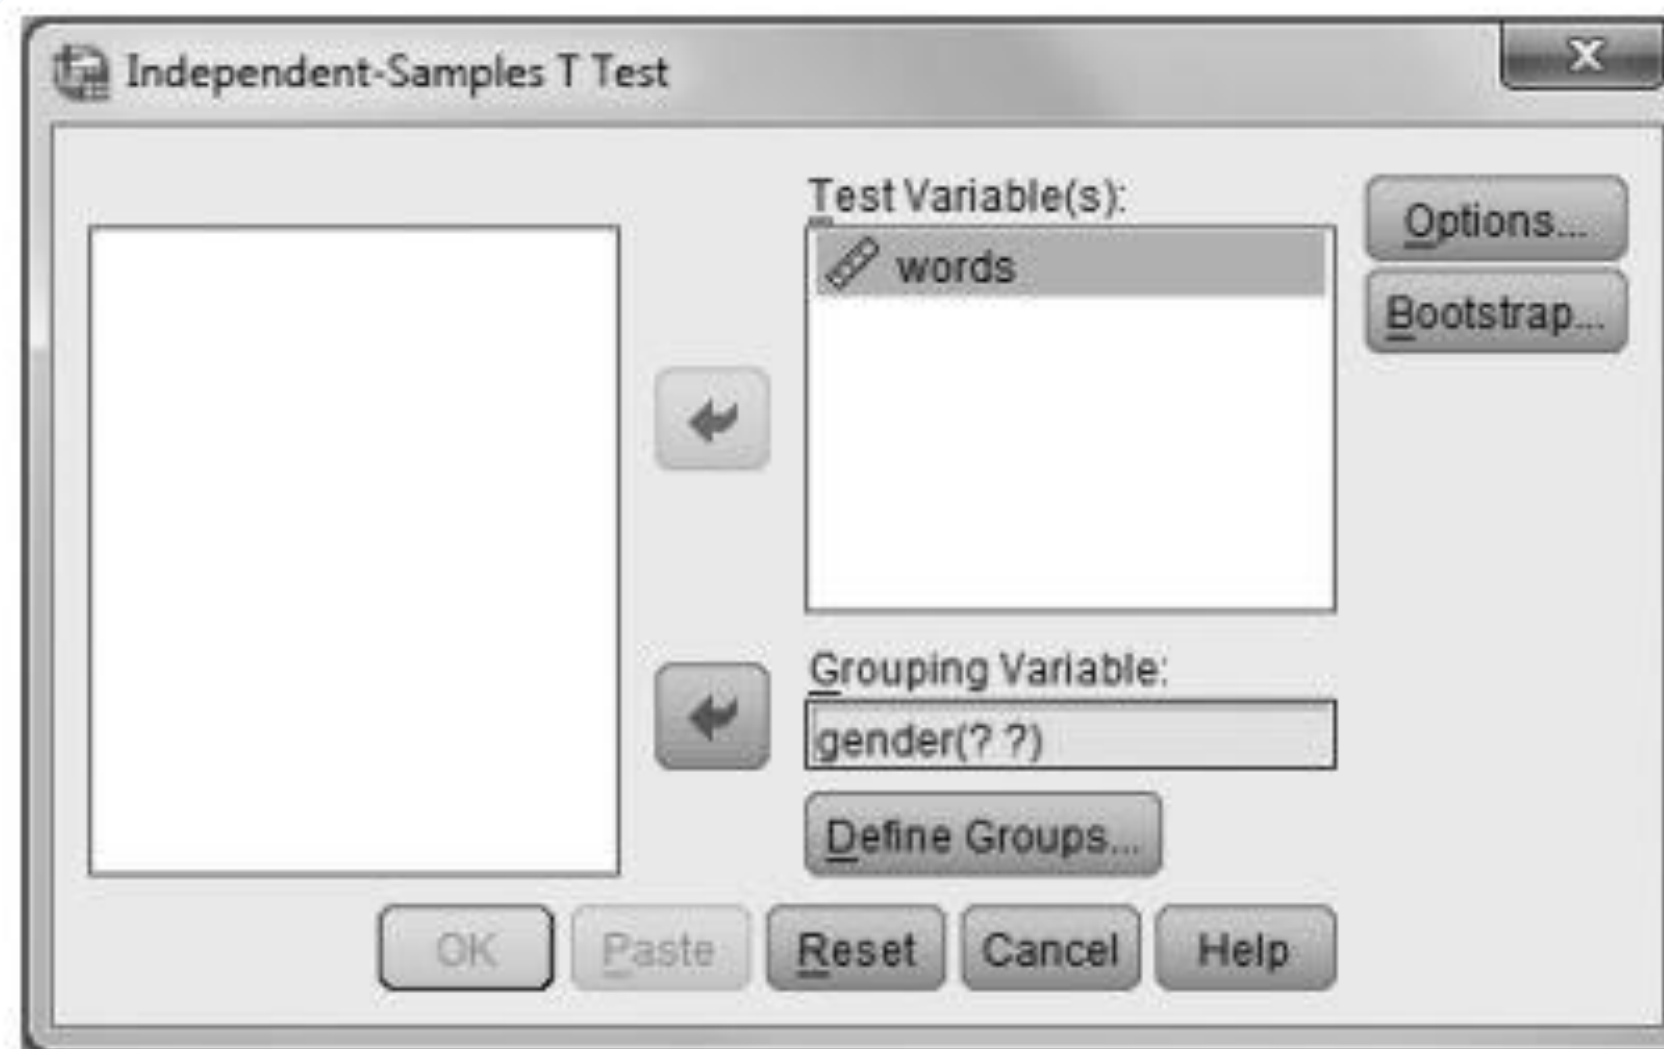 Independent-Samples T Test
Test Variable(s):
words
Options...
Bootstrap...
Grouping Variable:
gender(? ?)
Define Groups...
OK Paste Reset Cancel Help